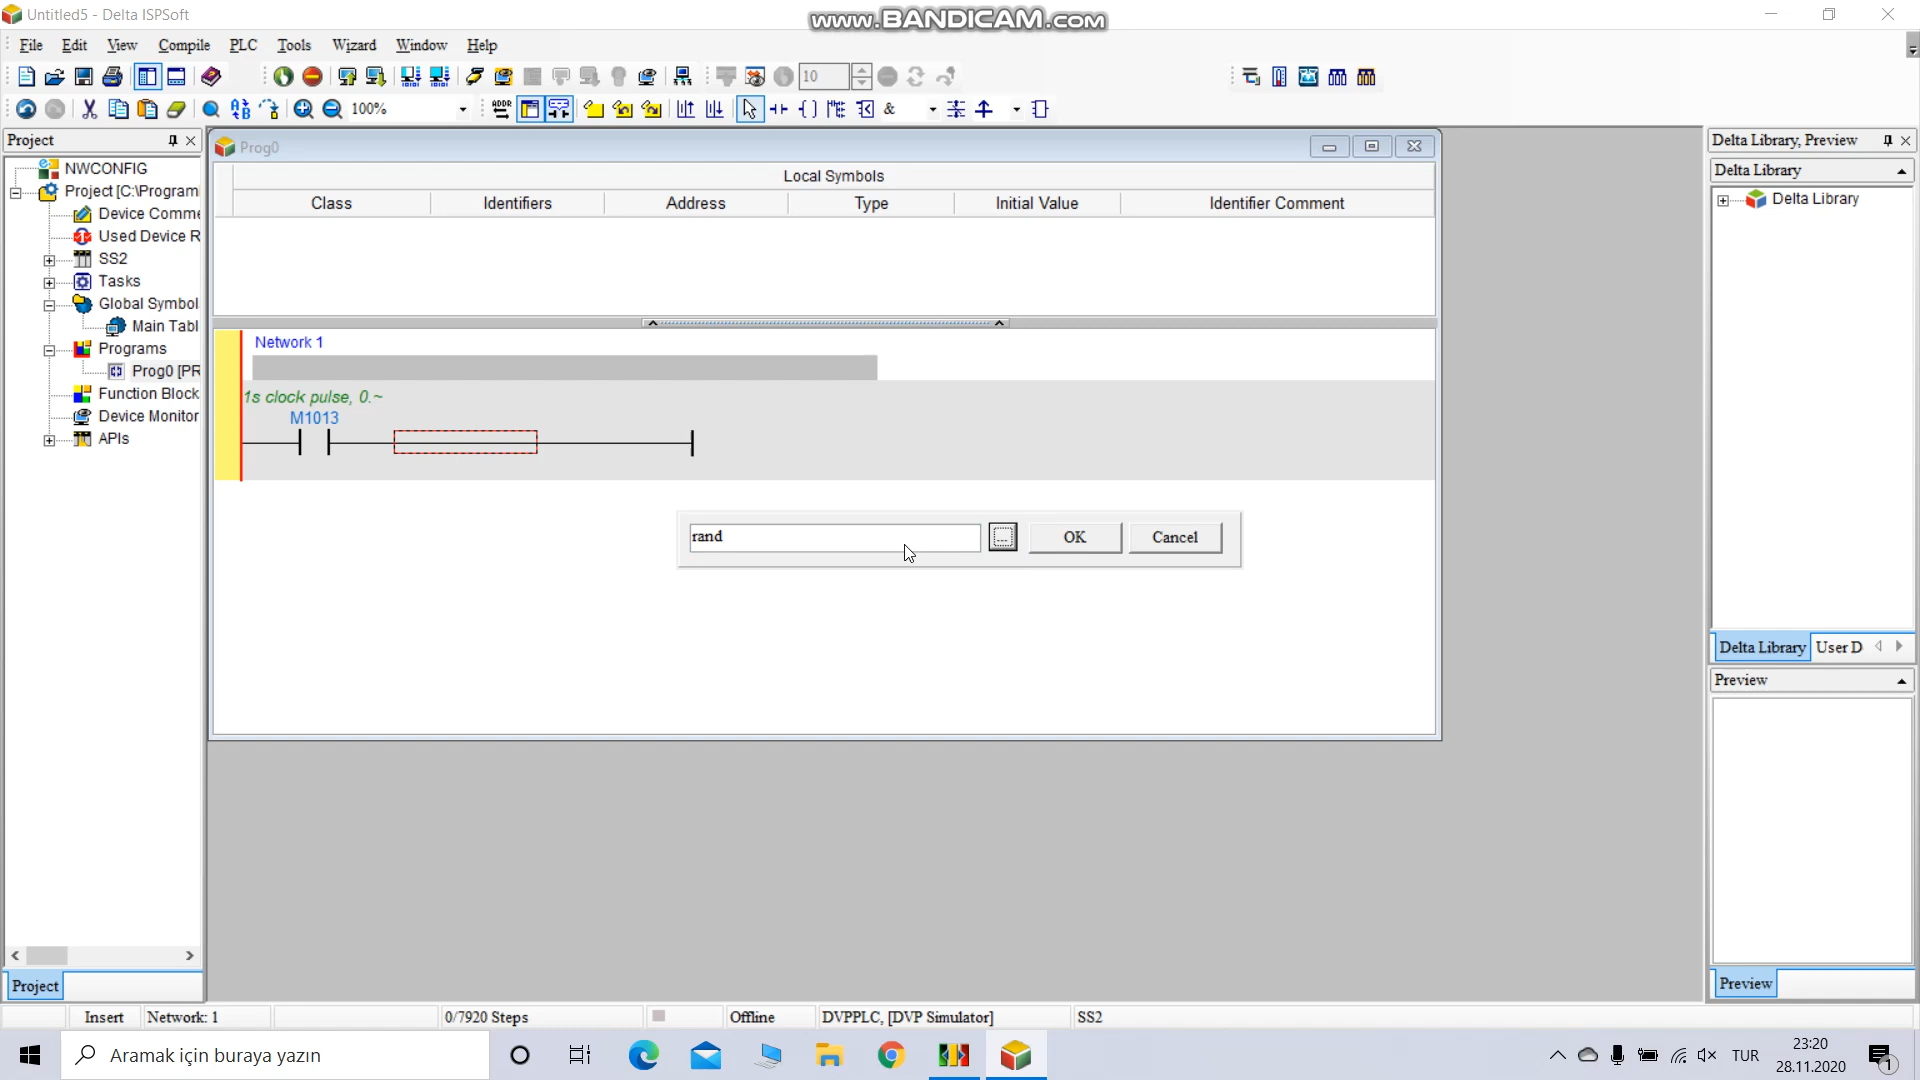 Untitled5 - Delta ISPSoft
www.BANDICAM.com
File Edit View Compile PLC Tools Wizard Window Help
10
ADDR
100%
&
Project
NWCONFIG
Project [C:\Program
Device Comme
Used Device R
SS2
Tasks
Global Symbol
Main Tabl
Programs
Prog0 [PR
Function Block
Device Monitor
APIs
Project
Prog0
Local Symbols
Class Identifiers Address Type Initial Value Identifier Comment
Network 1
1s clock pulse, 0.~
M1013
rand
...
OK
Cancel
Delta Library, Preview
Delta Library
Delta Library
Delta Library
User D
Preview
Preview
Insert
Network: 1
0/7920 Steps
Offline
DVPPLC, [DVP Simulator]
SS2
Aramak için buraya yazın
TUR
23:20
28.11.2020
1